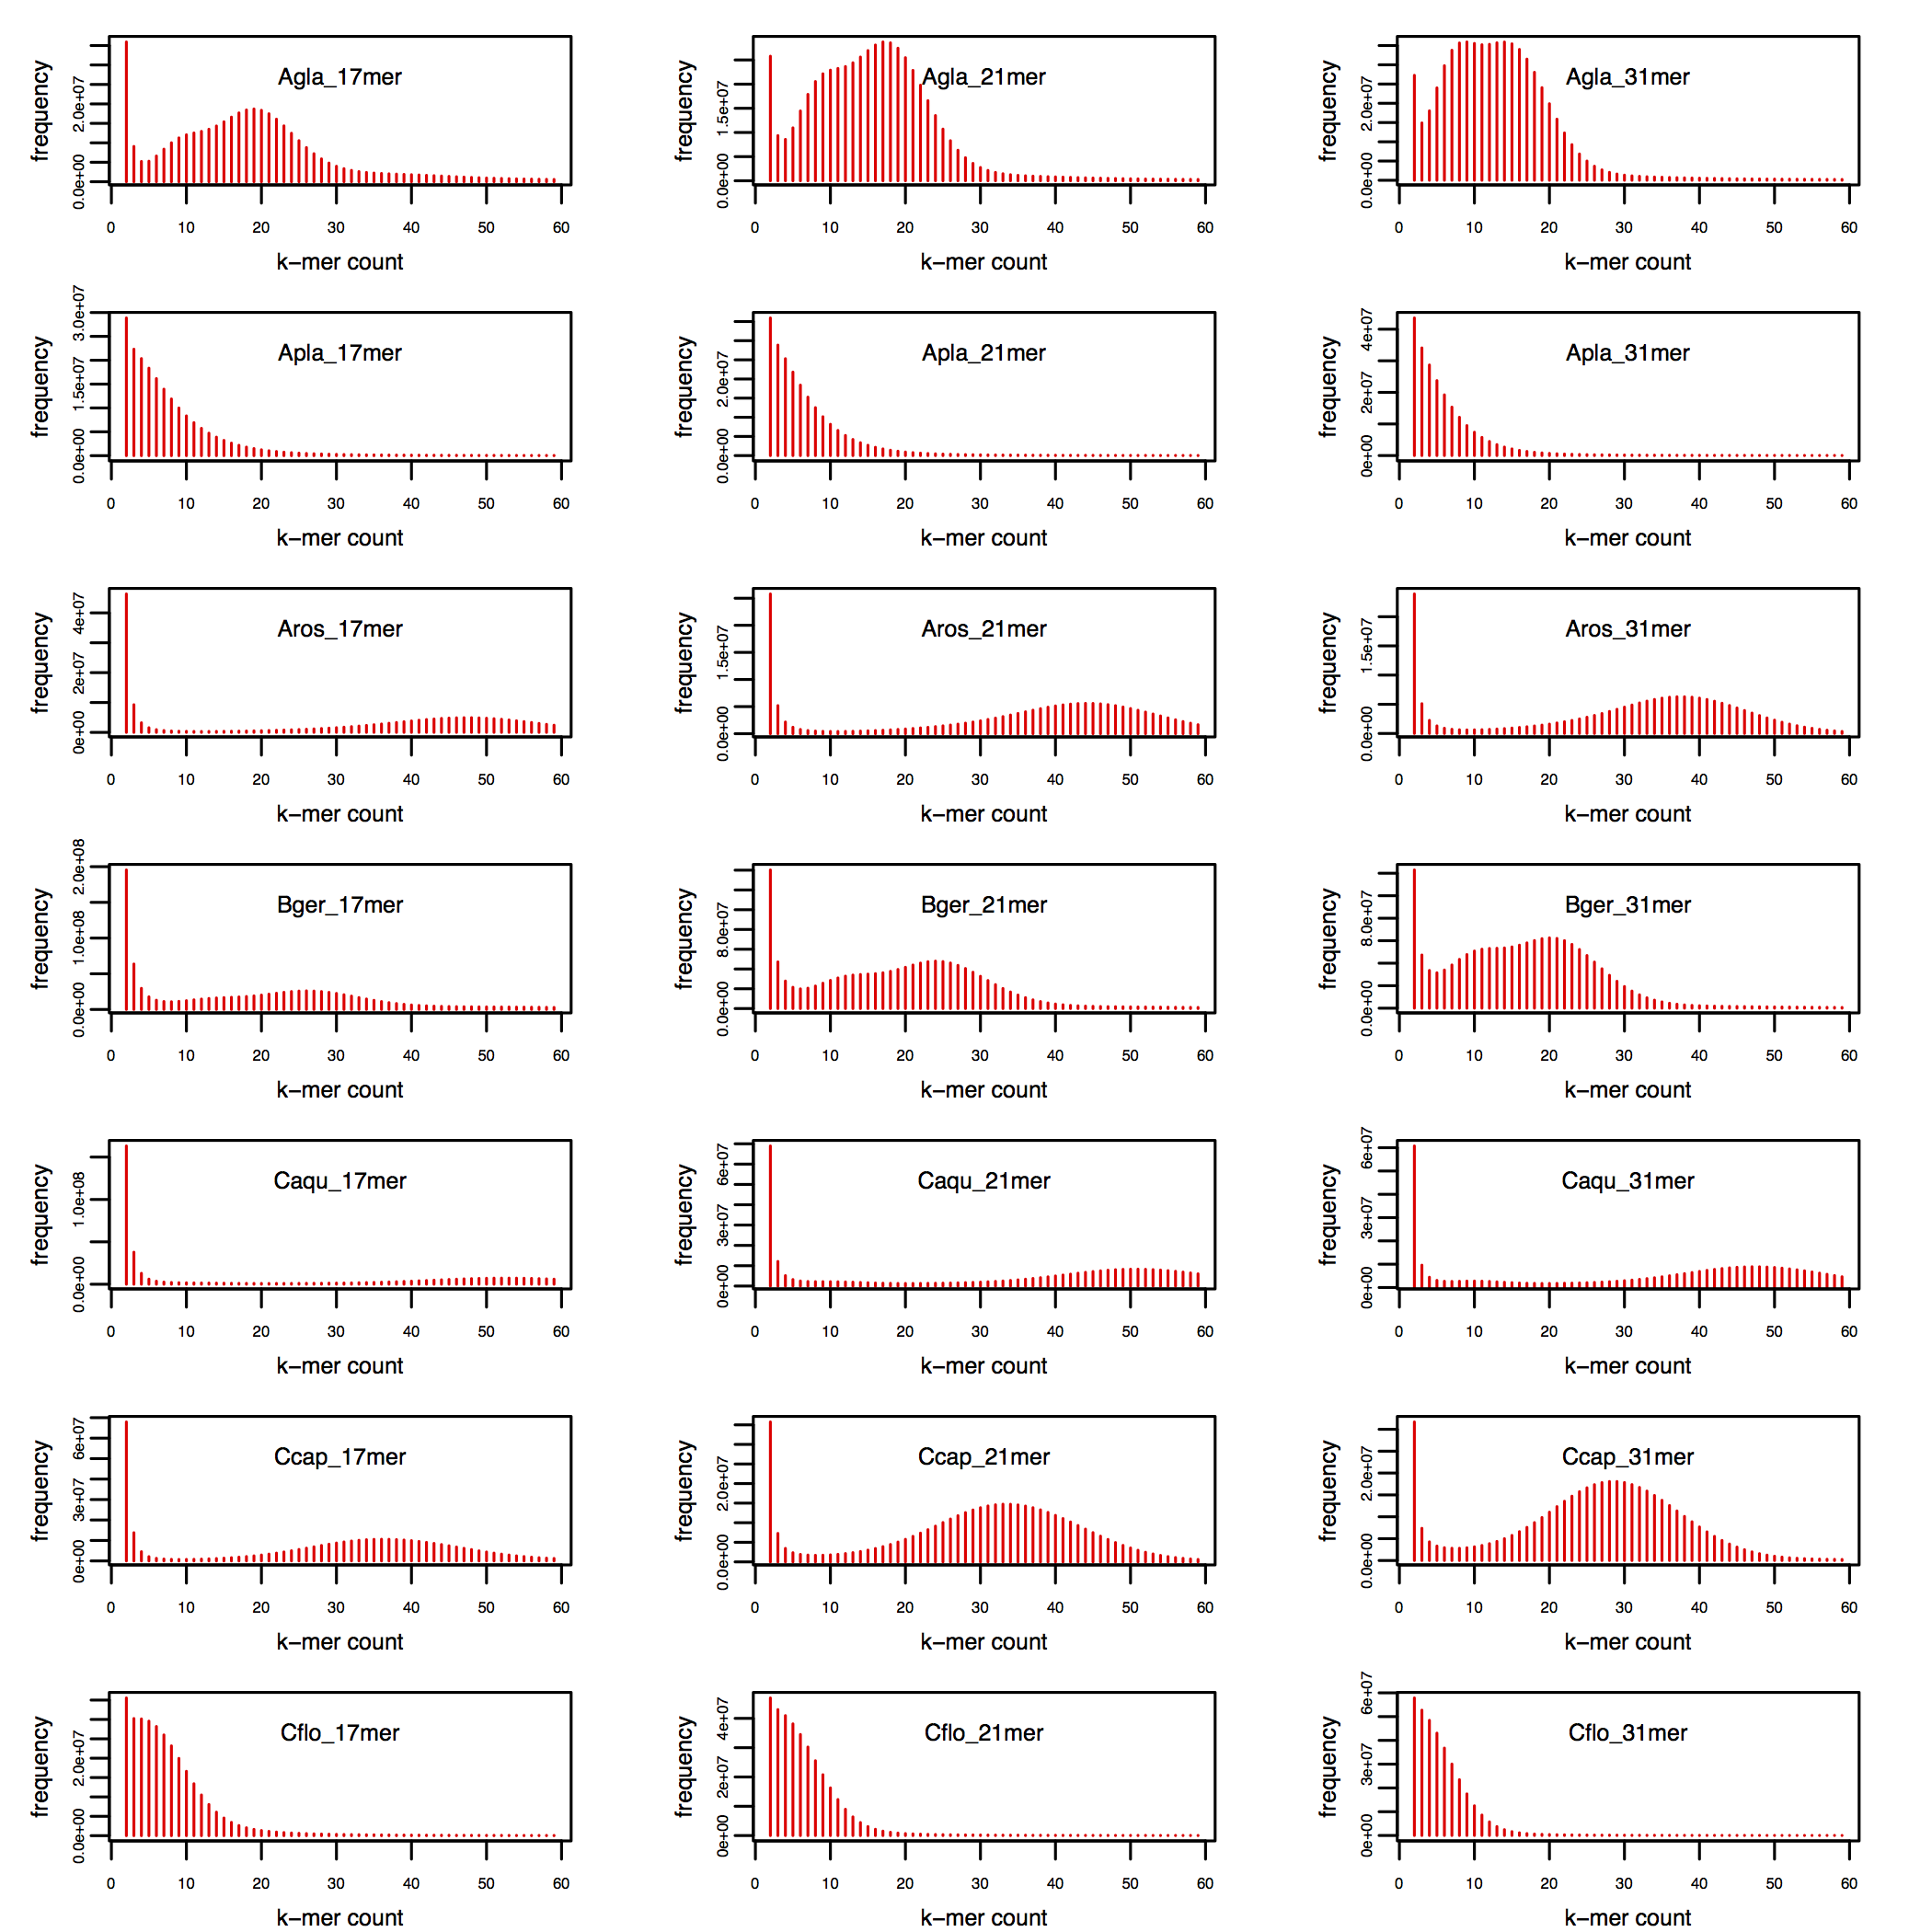 frequency
0.0e+00 2.0e+07
Agla_17mer
0 10 20 30 40 50 60
k−mer count
frequency
0.0e+00 1.5e+07
Agla_21mer
0 10 20 30 40 50 60
k−mer count
frequency
0.0e+00 2.0e+07
Agla_31mer
0 10 20 30 40 50 60
k−mer count
frequency
0.0e+00 1.5e+07 3.0e+07
Apla_17mer
0 10 20 30 40 50 60
k−mer count
frequency
0.0e+00 2.0e+07
Apla_21mer
0 10 20 30 40 50 60
k−mer count
frequency
0e+00 2e+07 4e+07
Apla_31mer
0 10 20 30 40 50 60
k−mer count
frequency
0e+00 2e+07 4e+07
Aros_17mer
0 10 20 30 40 50 60
k−mer count
frequency
0.0e+00 1.5e+07
Aros_21mer
0 10 20 30 40 50 60
k−mer count
frequency
0.0e+00 1.5e+07
Aros_31mer
0 10 20 30 40 50 60
k−mer count
frequency
0.0e+00 1.0e+08 2.0e+08
Bger_17mer
0 10 20 30 40 50 60
k−mer count
frequency
0.0e+00 8.0e+07
Bger_21mer
0 10 20 30 40 50 60
k−mer count
frequency
0.0e+00 8.0e+07
Bger_31mer
0 10 20 30 40 50 60
k−mer count
frequency
0.0e+00 1.0e+08
Caqu_17mer
0 10 20 30 40 50 60
k−mer count
frequency
0e+00 3e+07 6e+07
Caqu_21mer
0 10 20 30 40 50 60
k−mer count
frequency
0e+00 3e+07 6e+07
Caqu_31mer
0 10 20 30 40 50 60
k−mer count
frequency
0e+00 3e+07 6e+07
Ccap_17mer
0 10 20 30 40 50 60
k−mer count
frequency
0.0e+00 2.0e+07
Ccap_21mer
0 10 20 30 40 50 60
k−mer count
frequency
0.0e+00 2.0e+07
Ccap_31mer
0 10 20 30 40 50 60
k−mer count
frequency
0.0e+00 2.0e+07
Cflo_17mer
0 10 20 30 40 50 60
k−mer count
frequency
0e+00 2e+07 4e+07
Cflo_21mer
0 10 20 30 40 50 60
k−mer count
frequency
0e+00 3e+07 6e+07
Cflo_31mer
0 10 20 30 40 50 60
k−mer count